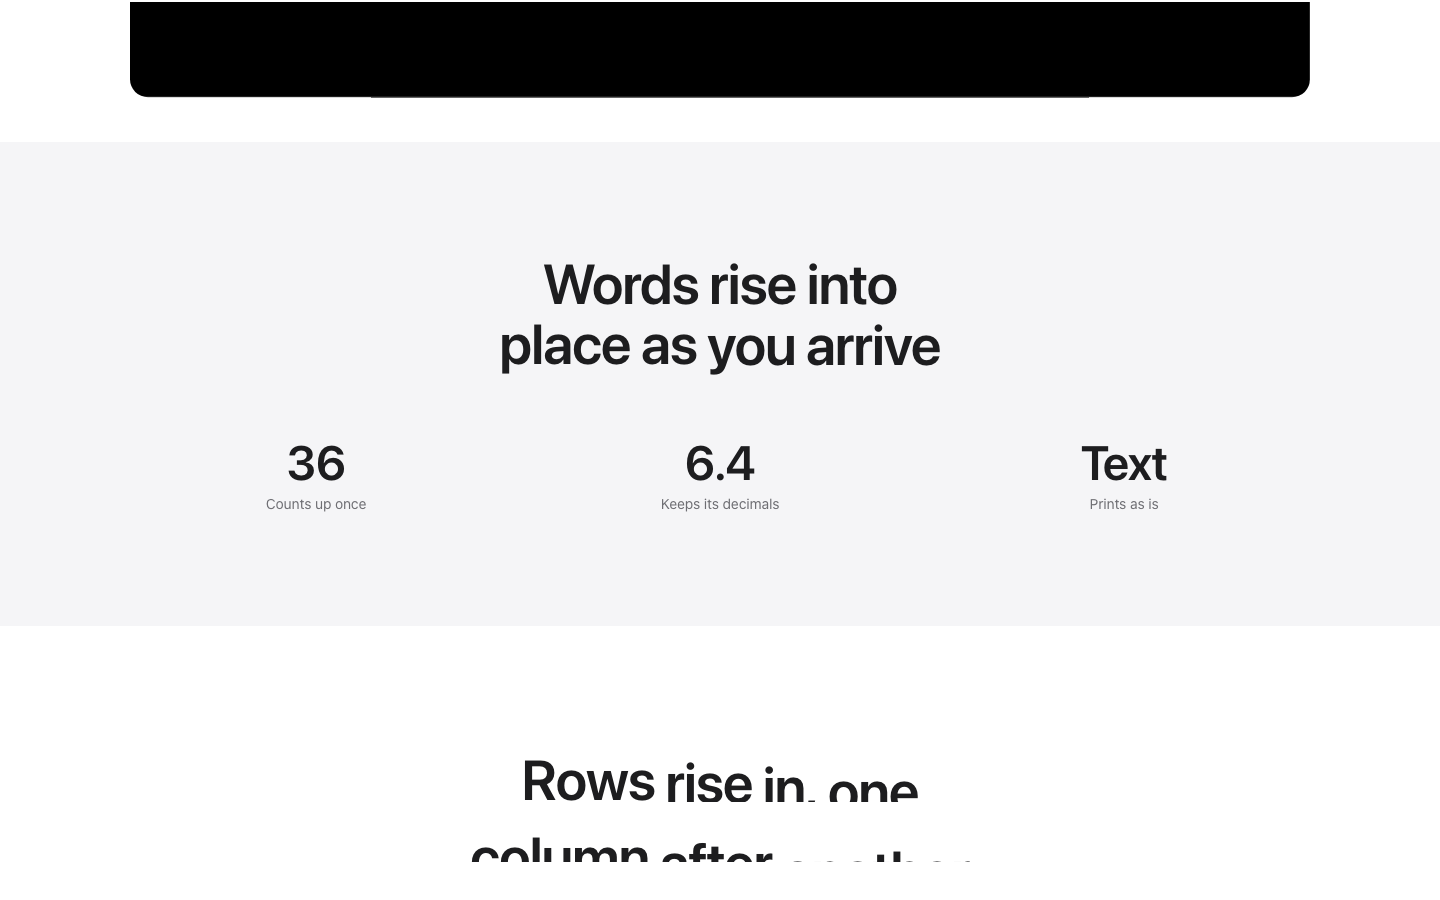 Words rise into
place as you arrive
36
Counts up once
6.4
Keeps its decimals
Text
Prints as is
Rows rise in, one
column after another